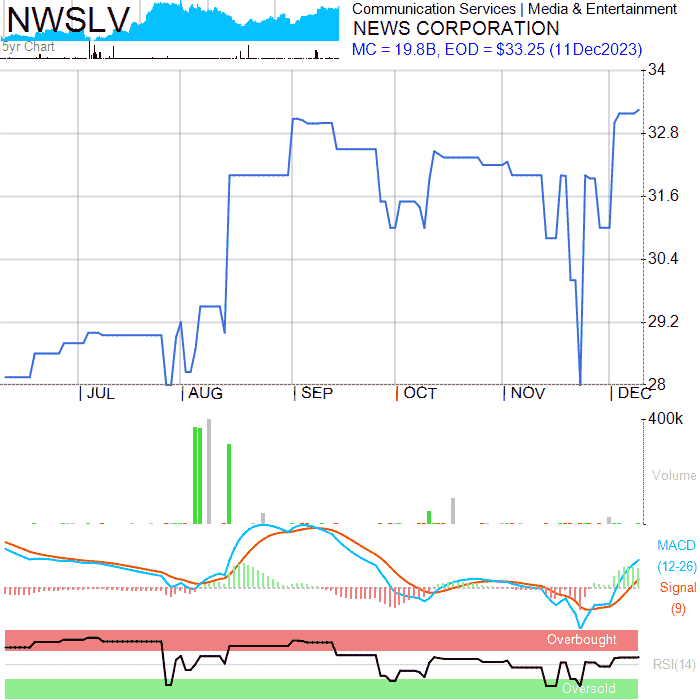 NWSLV
5yr Chart
Communication Services | Media & Entertainment
NEWS CORPORATION
MC = 19.8B, EOD = $33.25 (11Dec2023)
34
32.8
31.6
30.4
29.2
28
JUL
AUG
SEP
OCT
NOV
DEC
400k
Volume
MACD
(12-26)
Signal
(9)
Overbought
RSI(14)
Oversold